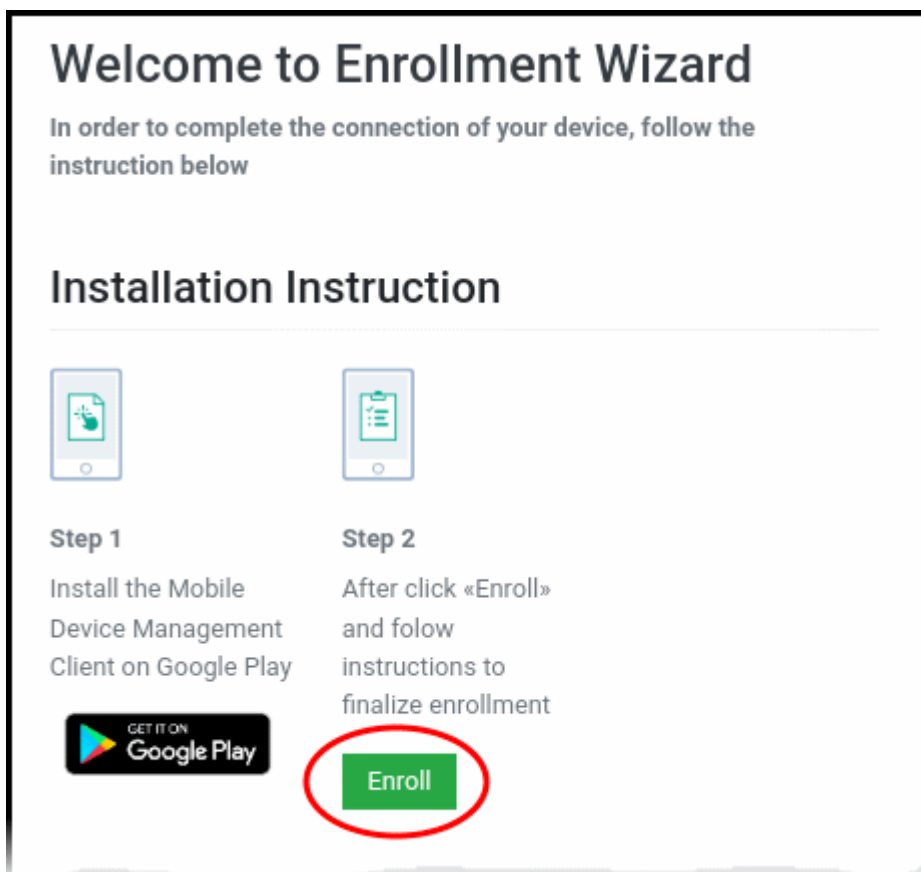 Welcome to Enrollment Wizard
In order to complete the connection of your device, follow the
instruction below
Installation Instruction
Step 1
Install the Mobile
Device Management
Client on Google Play
GET IT ON
Google Play
Step 2
After click «Enroll»
and folow
instructions to
finalize enrollment
Enroll